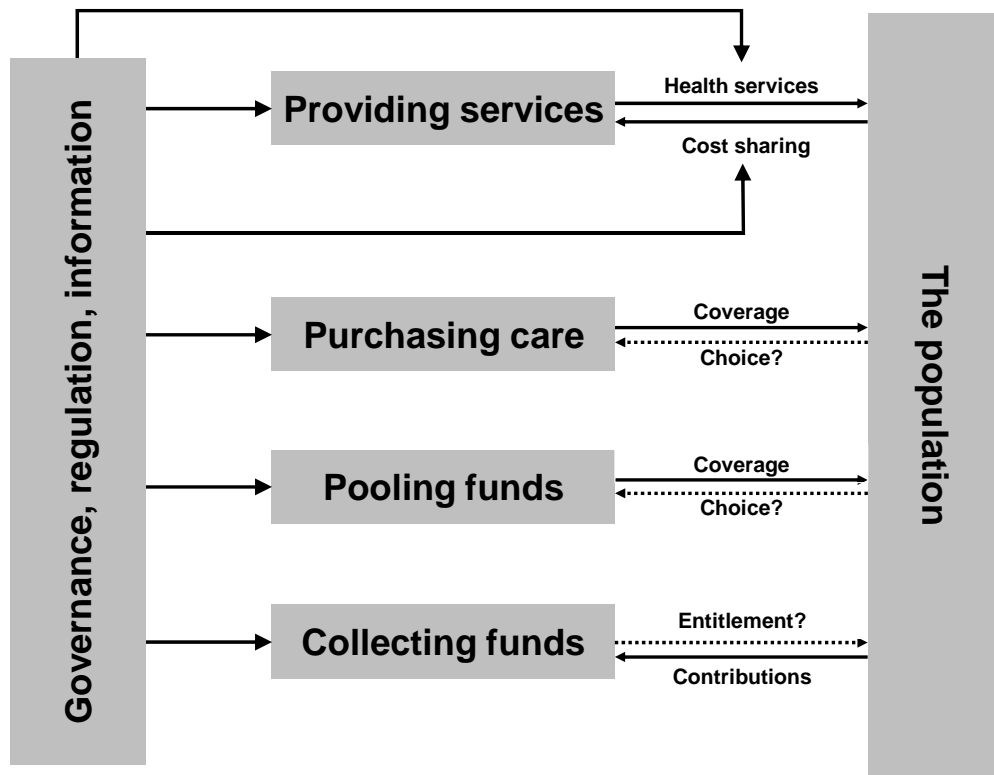 Governance, regulation, information
Providing services
Health services
Cost sharing
Purchasing care
Coverage
Choice?
Pooling funds
Coverage
Choice?
Collecting funds
Entitlement?
Contributions
The population